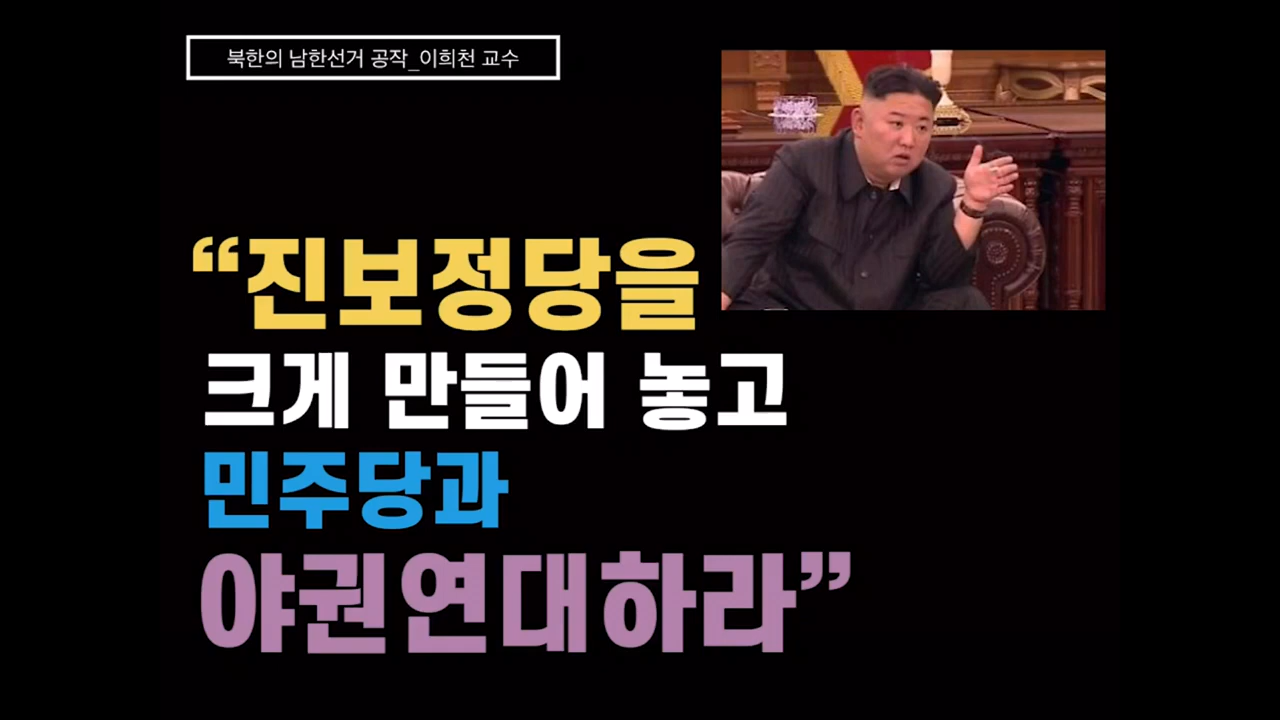 북한의 남한선거 공작_이희천 교수
“진보정당을
크게 만들어 놓고
민주당과
야권연대하라”